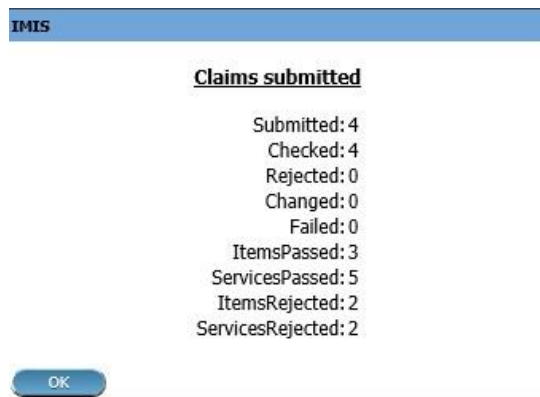 IMIS
Claims submitted
Submitted: 4
Checked: 4
Rejected: 0
Changed: 0
Failed: 0
ItemsPassed: 3
ServicesPassed: 5
ItemsRejected: 2
ServicesRejected: 2
OK